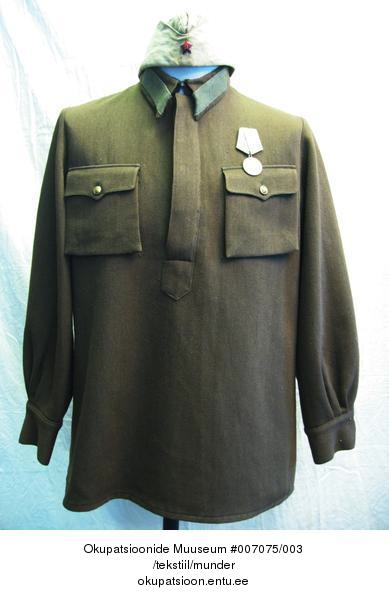 Okupatsioonide Muuseum #007075/003
/tekstiil/munder
okupatsioon.entu.ee